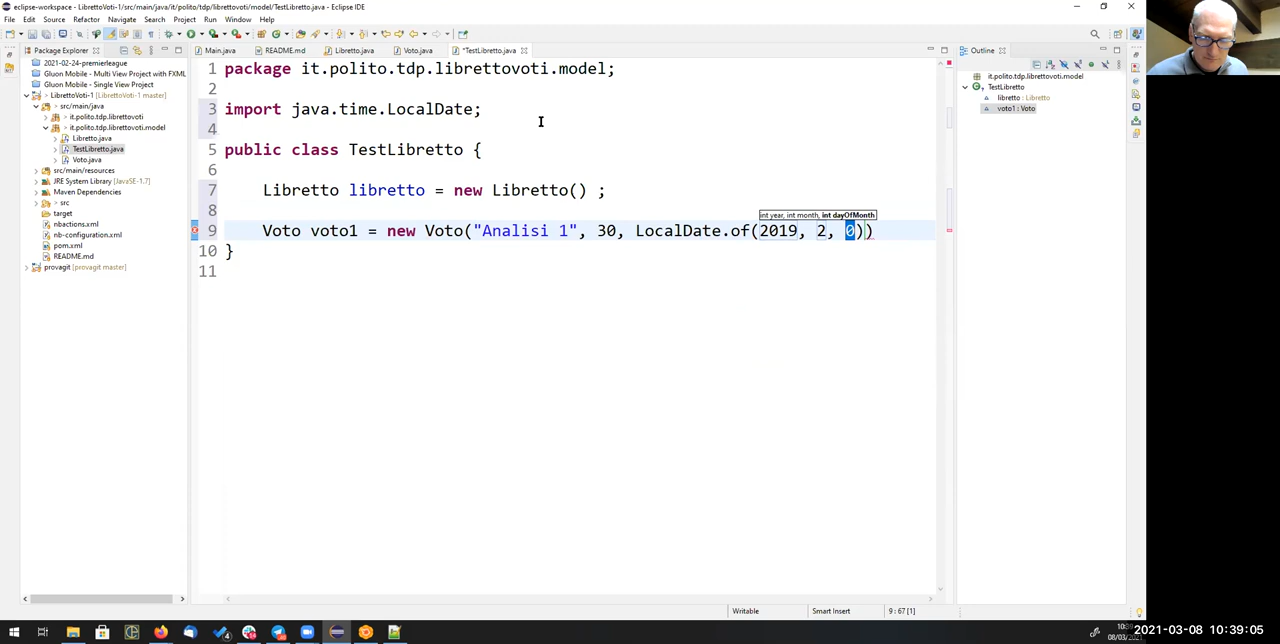 eclipse-workspace - LibrettoVoti-1/src/main/java/it/polito/tdp/librettovoti/model/TestLibretto.java - Eclipse IDE
File Edit Source Refactor Navigate Search Project Run Window Help
Package Explorer
Main.java README.md Libretto.java Voto.java *TestLibretto.java
Outline
2021-02-24-premierleague
Gluon Mobile - Multi View Project with FXML
Gluon Mobile - Single View Project
> LibrettoVoti-1 [LibrettoVoti-1 master]
> src/main/java
> it.polito.tdp.librettovoti
> it.polito.tdp.librettovoti.model
Libretto.java
TestLibretto.java
Voto.java
src/main/resources
JRE System Library [JavaSE-1.7]
Maven Dependencies
> src
target
nbactions.xml
nb-configuration.xml
pom.xml
README.md
> provagit [provagit master]
1 package it.polito.tdp.librettovoti.model;
2
3 import java.time.LocalDate;
4
5 public class TestLibretto {
6
7 Libretto libretto = new Libretto() ;
8
int year, int month, int dayOfMonth
9 Voto voto1 = new Voto("Analisi 1", 30, LocalDate.of(2019, 2, 0))
10 }
11
it.polito.tdp.librettovoti.model
TestLibretto
libretto : Libretto
voto1 : Voto
Writable Smart Insert 9 : 67 [1]
2021-03-08 10:39:05